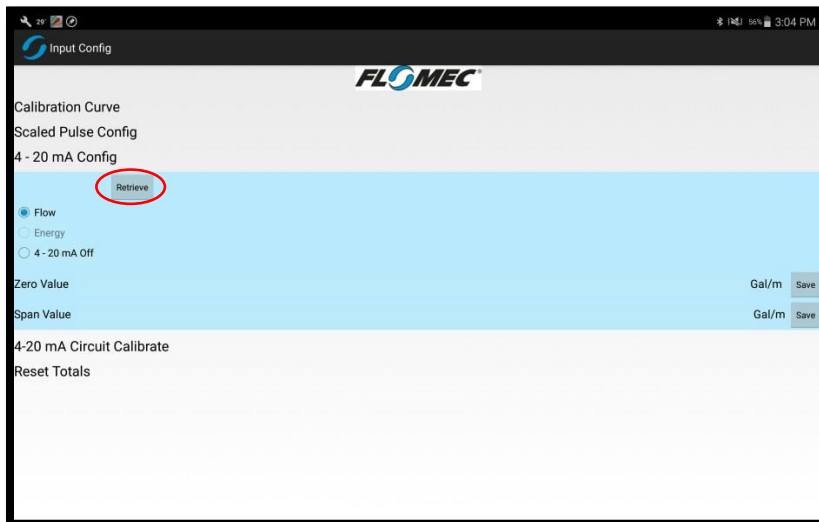 29° 56% 3:04 PM
Input Config
FLOMEC
Calibration Curve
Scaled Pulse Config
4 - 20 mA Config
Retrieve
Flow
Energy
4 - 20 mA Off
Zero Value Gal/m Save
Span Value Gal/m Save
4-20 mA Circuit Calibrate
Reset Totals